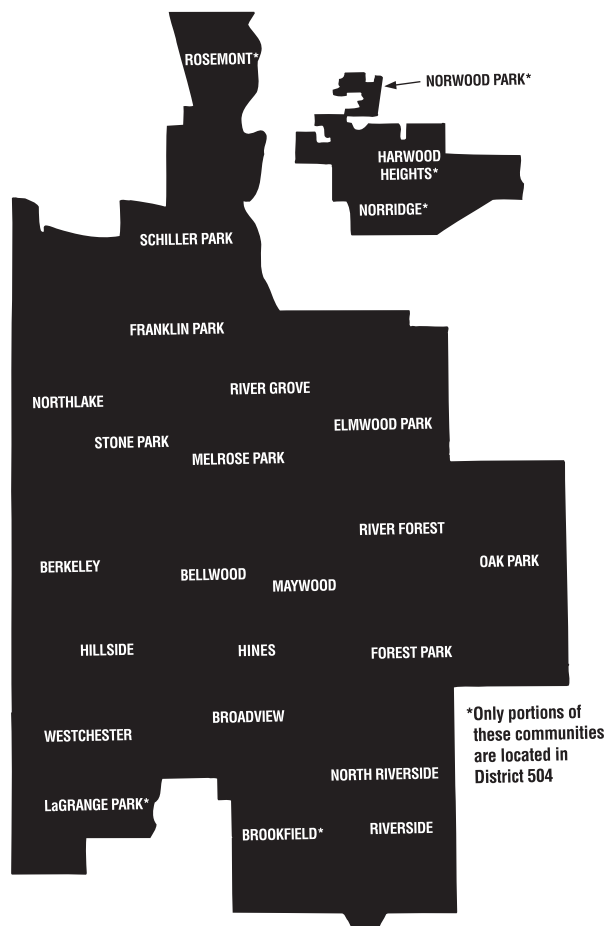 ROSEMONT*
NORWOOD PARK*
HARWOOD
HEIGHTS*
NORRIDGE*
SCHILLER PARK
FRANKLIN PARK
RIVER GROVE
NORTHLAKE
ELMWOOD PARK
STONE PARK
MELROSE PARK
RIVER FOREST
OAK PARK
BERKELEY
BELLWOOD
MAYWOOD
HILLSIDE
HINES
FOREST PARK
*Only portions of
these communities
are located in
District 504
BROADVIEW
WESTCHESTER
NORTH RIVERSIDE
LaGRANGE PARK*
BROOKFIELD*
RIVERSIDE